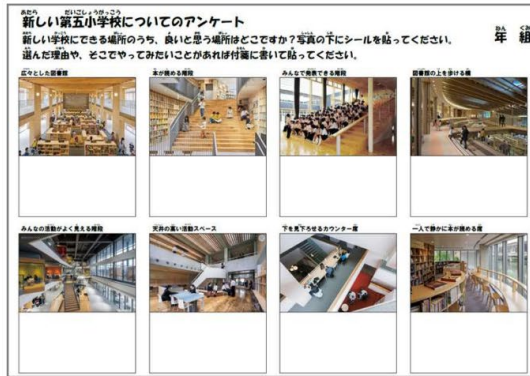 新しい第五小学校についてのアンケート
新しい学校にできる場所のうち、良いと思う場所はどこですか？写真の下にシールを貼ってください。
選んだ理由や、そこでやってみたいことがあれば付箋に書いて貼ってください。
年 組
広々とした図書館
本が読める階段
みんなで発表できる階段
図書館の上を歩ける橋
みんなの活動がよく見える階段
天井の高い活動スペース
下を見下ろせるカウンター席
一人で静かに本が読める席